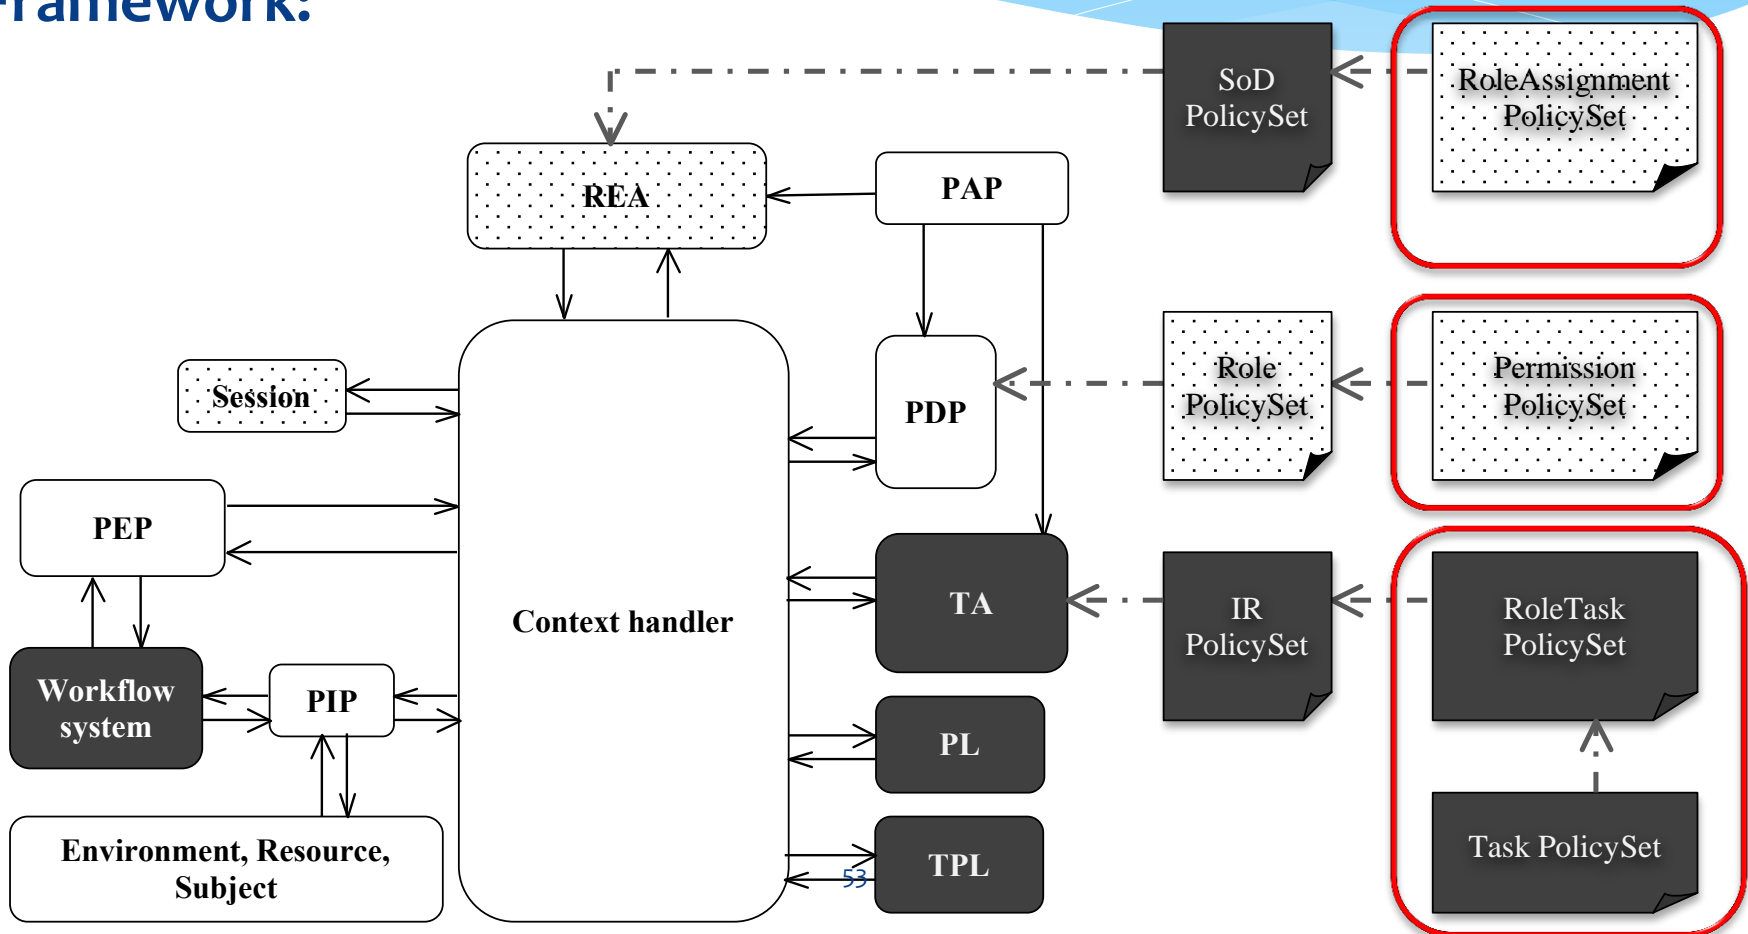 Framework:
SoD
PolicySet
RoleAssignment
PolicySet
REA
PAP
Session
PDP
Role
PolicySet
Permission
PolicySet
PEP
Context handler
TA
IR
PolicySet
RoleTask
PolicySet
Workflow
system
PIP
PL
Environment, Resource,
Subject
TPL
Task PolicySet
53